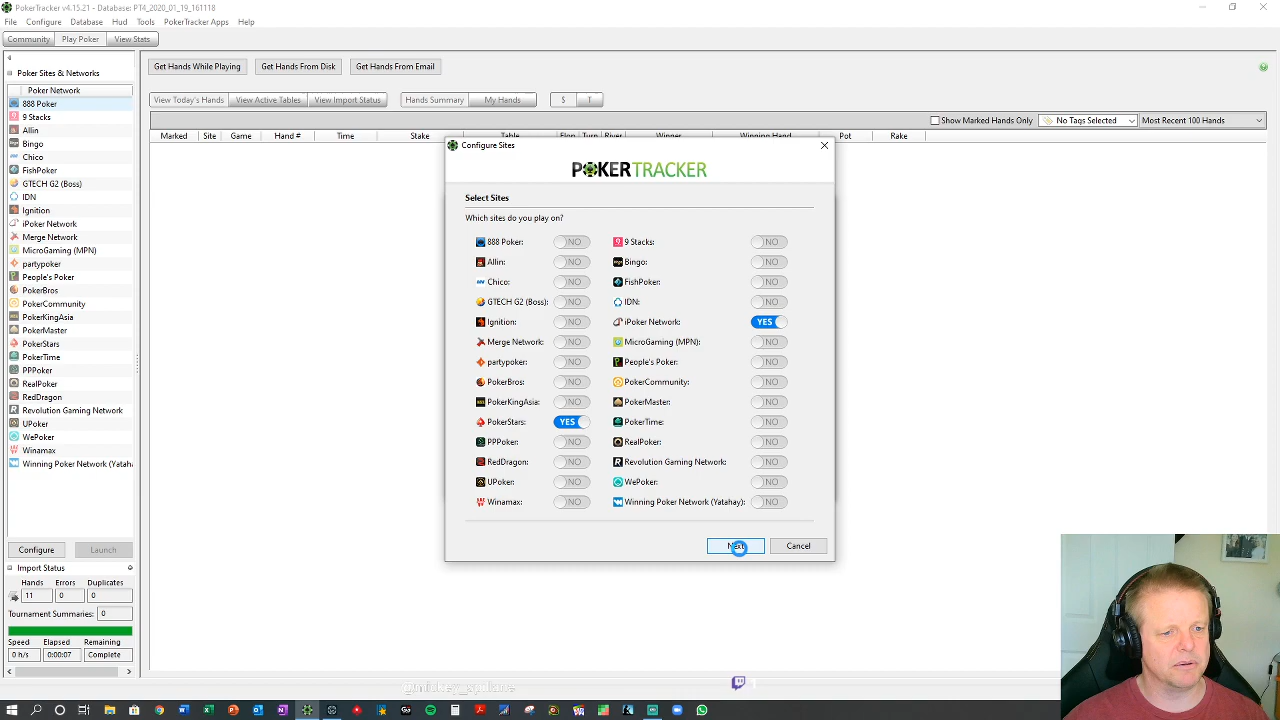 PokerTracker v4.15.21 - Database: PT4_2020_01_19_161118
File Configure Database Hud Tools PokerTracker Apps Help
Community Play Poker View Stats
Poker Sites & Networks
Poker Network
888 Poker
9 Stacks
Allin
Bingo
Chico
FishPoker
GTECH G2 (Boss)
IDN
Ignition
iPoker Network
Merge Network
MicroGaming (MPN)
partypoker
People's Poker
PokerBros
PokerCommunity
PokerKingAsia
PokerMaster
PokerStars
PokerTime
PPPoker
RealPoker
RedDragon
Revolution Gaming Network
UPoker
WePoker
Winamax
Winning Poker Network (Yataha
Configure Launch
Import Status
Hands Errors Duplicates
11 0 0
Tournament Summaries: 0
Speed Elapsed Remaining
0 h/s 0:00:07 Complete
Get Hands While Playing Get Hands From Disk Get Hands From Email
View Today's Hands View Active Tables View Import Status Hands Summary My Hands S T
Show Marked Hands Only No Tags Selected Most Recent 100 Hands
Marked Site Game Hand # Time Stake Table Flop Turn River Winner Winning Hand Pot Rake
Configure Sites
POKERTRACKER
Select Sites
Which sites do you play on?
888 Poker: NO 9 Stacks: NO
Allin: NO Bingo: NO
Chico: NO FishPoker: NO
GTECH G2 (Boss): NO IDN: NO
Ignition: NO iPoker Network: YES
Merge Network: NO MicroGaming (MPN): NO
partypoker: NO People's Poker: NO
PokerBros: NO PokerCommunity: NO
PokerKingAsia: NO PokerMaster: NO
PokerStars: YES PokerTime: NO
PPPoker: NO RealPoker: NO
RedDragon: NO Revolution Gaming Network: NO
UPoker: NO WePoker: NO
Winamax: NO Winning Poker Network (Yatahay): NO
Next Cancel